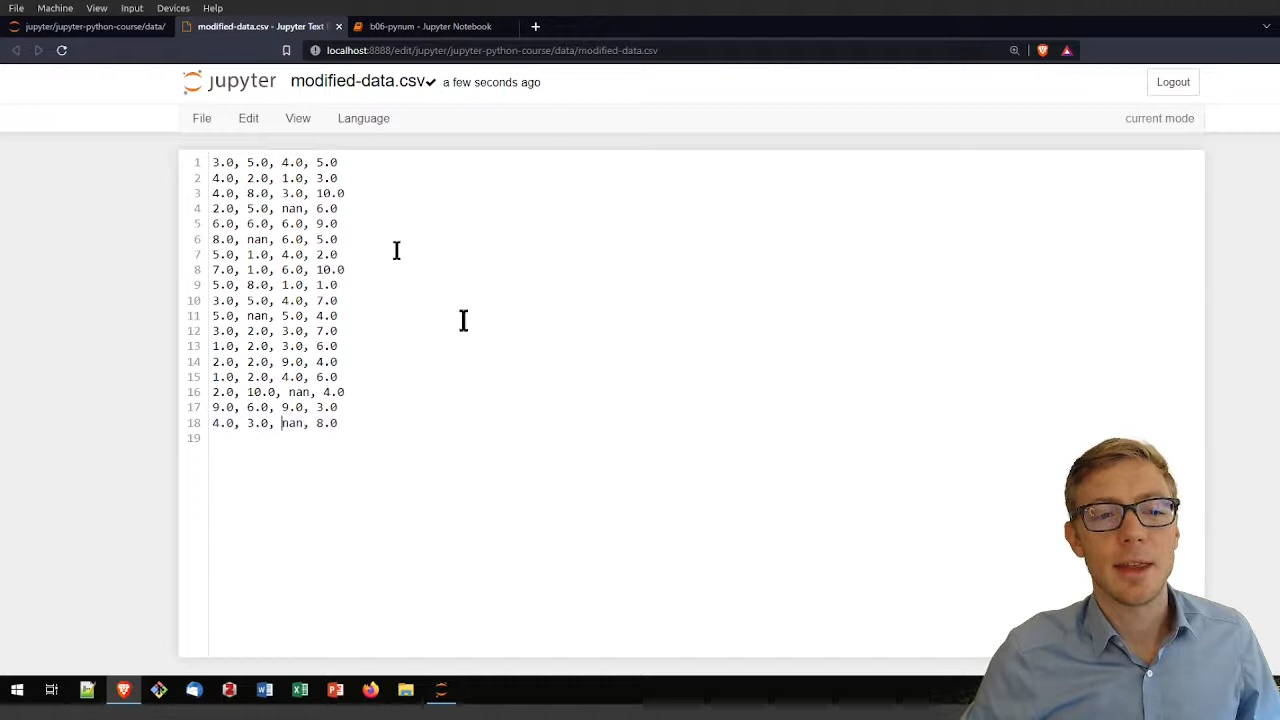 File Machine View Input Devices Help
jupyter/jupyter-python-course/data/
modified-data.csv - Jupyter Text E
b06-pynum - Jupyter Notebook
localhost:8888/edit/jupyter/jupyter-python-course/data/modified-data.csv
jupyter modified-data.csv a few seconds ago Logout
File Edit View Language current mode
1 3.0, 5.0, 4.0, 5.0
2 4.0, 2.0, 1.0, 3.0
3 4.0, 8.0, 3.0, 10.0
4 2.0, 5.0, nan, 6.0
5 6.0, 6.0, 6.0, 9.0
6 8.0, nan, 6.0, 5.0
7 5.0, 1.0, 4.0, 2.0
8 7.0, 1.0, 6.0, 10.0
9 5.0, 8.0, 1.0, 1.0
10 3.0, 5.0, 4.0, 7.0
11 5.0, nan, 5.0, 4.0
12 3.0, 2.0, 3.0, 7.0
13 1.0, 2.0, 3.0, 6.0
14 2.0, 2.0, 9.0, 4.0
15 1.0, 2.0, 4.0, 6.0
16 2.0, 10.0, nan, 4.0
17 9.0, 6.0, 9.0, 3.0
18 4.0, 3.0, nan, 8.0
19